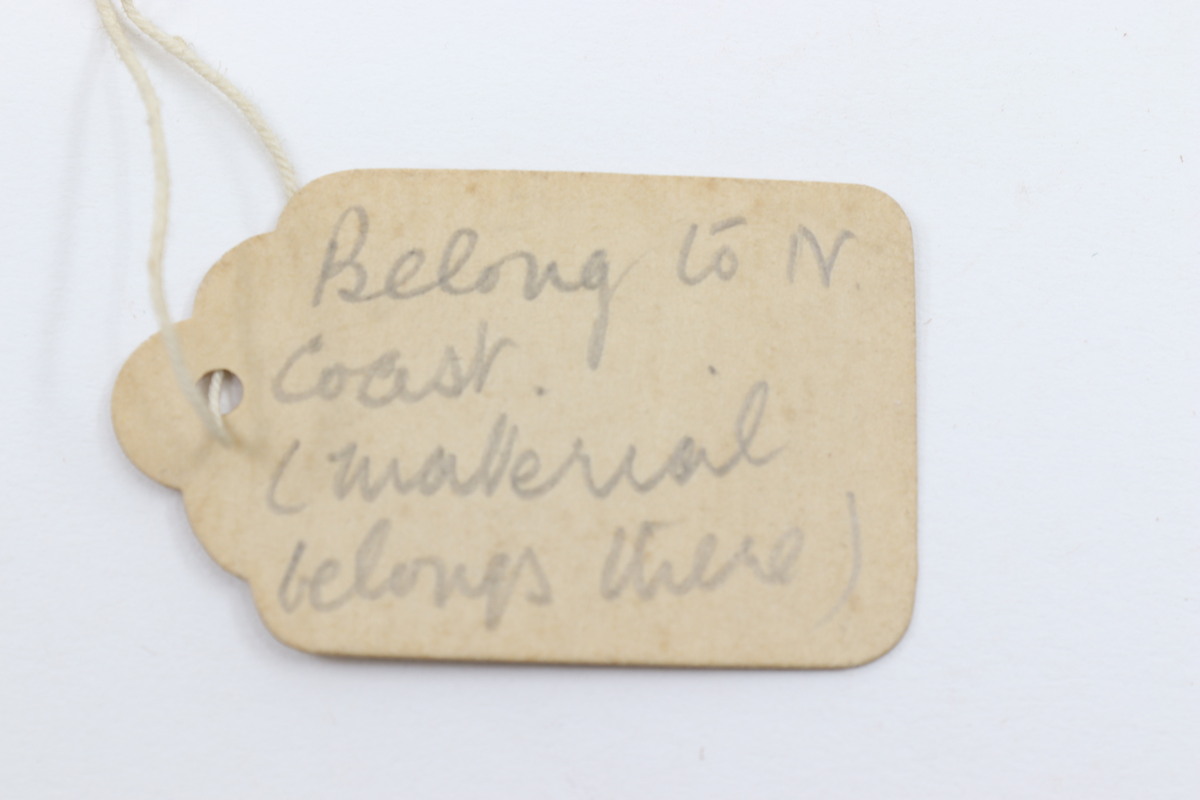 Belong to N.
Coast.
(material
belongs there)